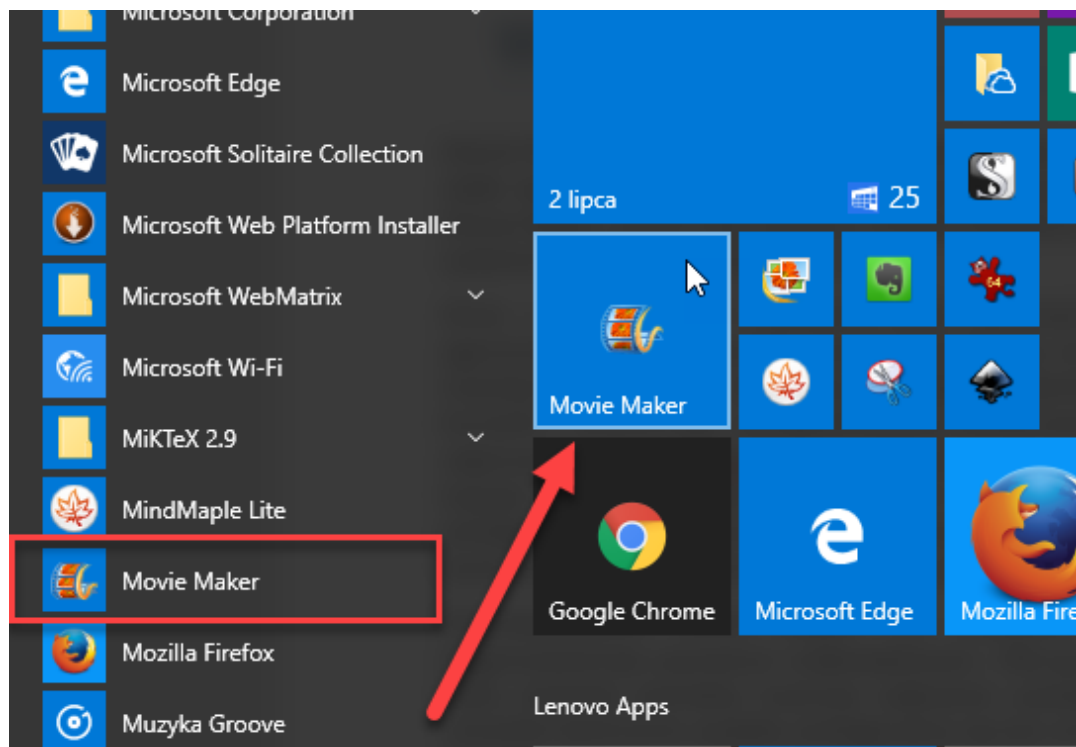 Microsoft Corporation
Microsoft Edge
Microsoft Solitaire Collection
Microsoft Web Platform Installer
Microsoft WebMatrix
Microsoft Wi-Fi
MiKTeX 2.9
MindMaple Lite
Movie Maker
Mozilla Firefox
Muzyka Groove
2 lipca
25
S
64
Movie Maker
Google Chrome
Microsoft Edge
Mozilla Fire
Lenovo Apps